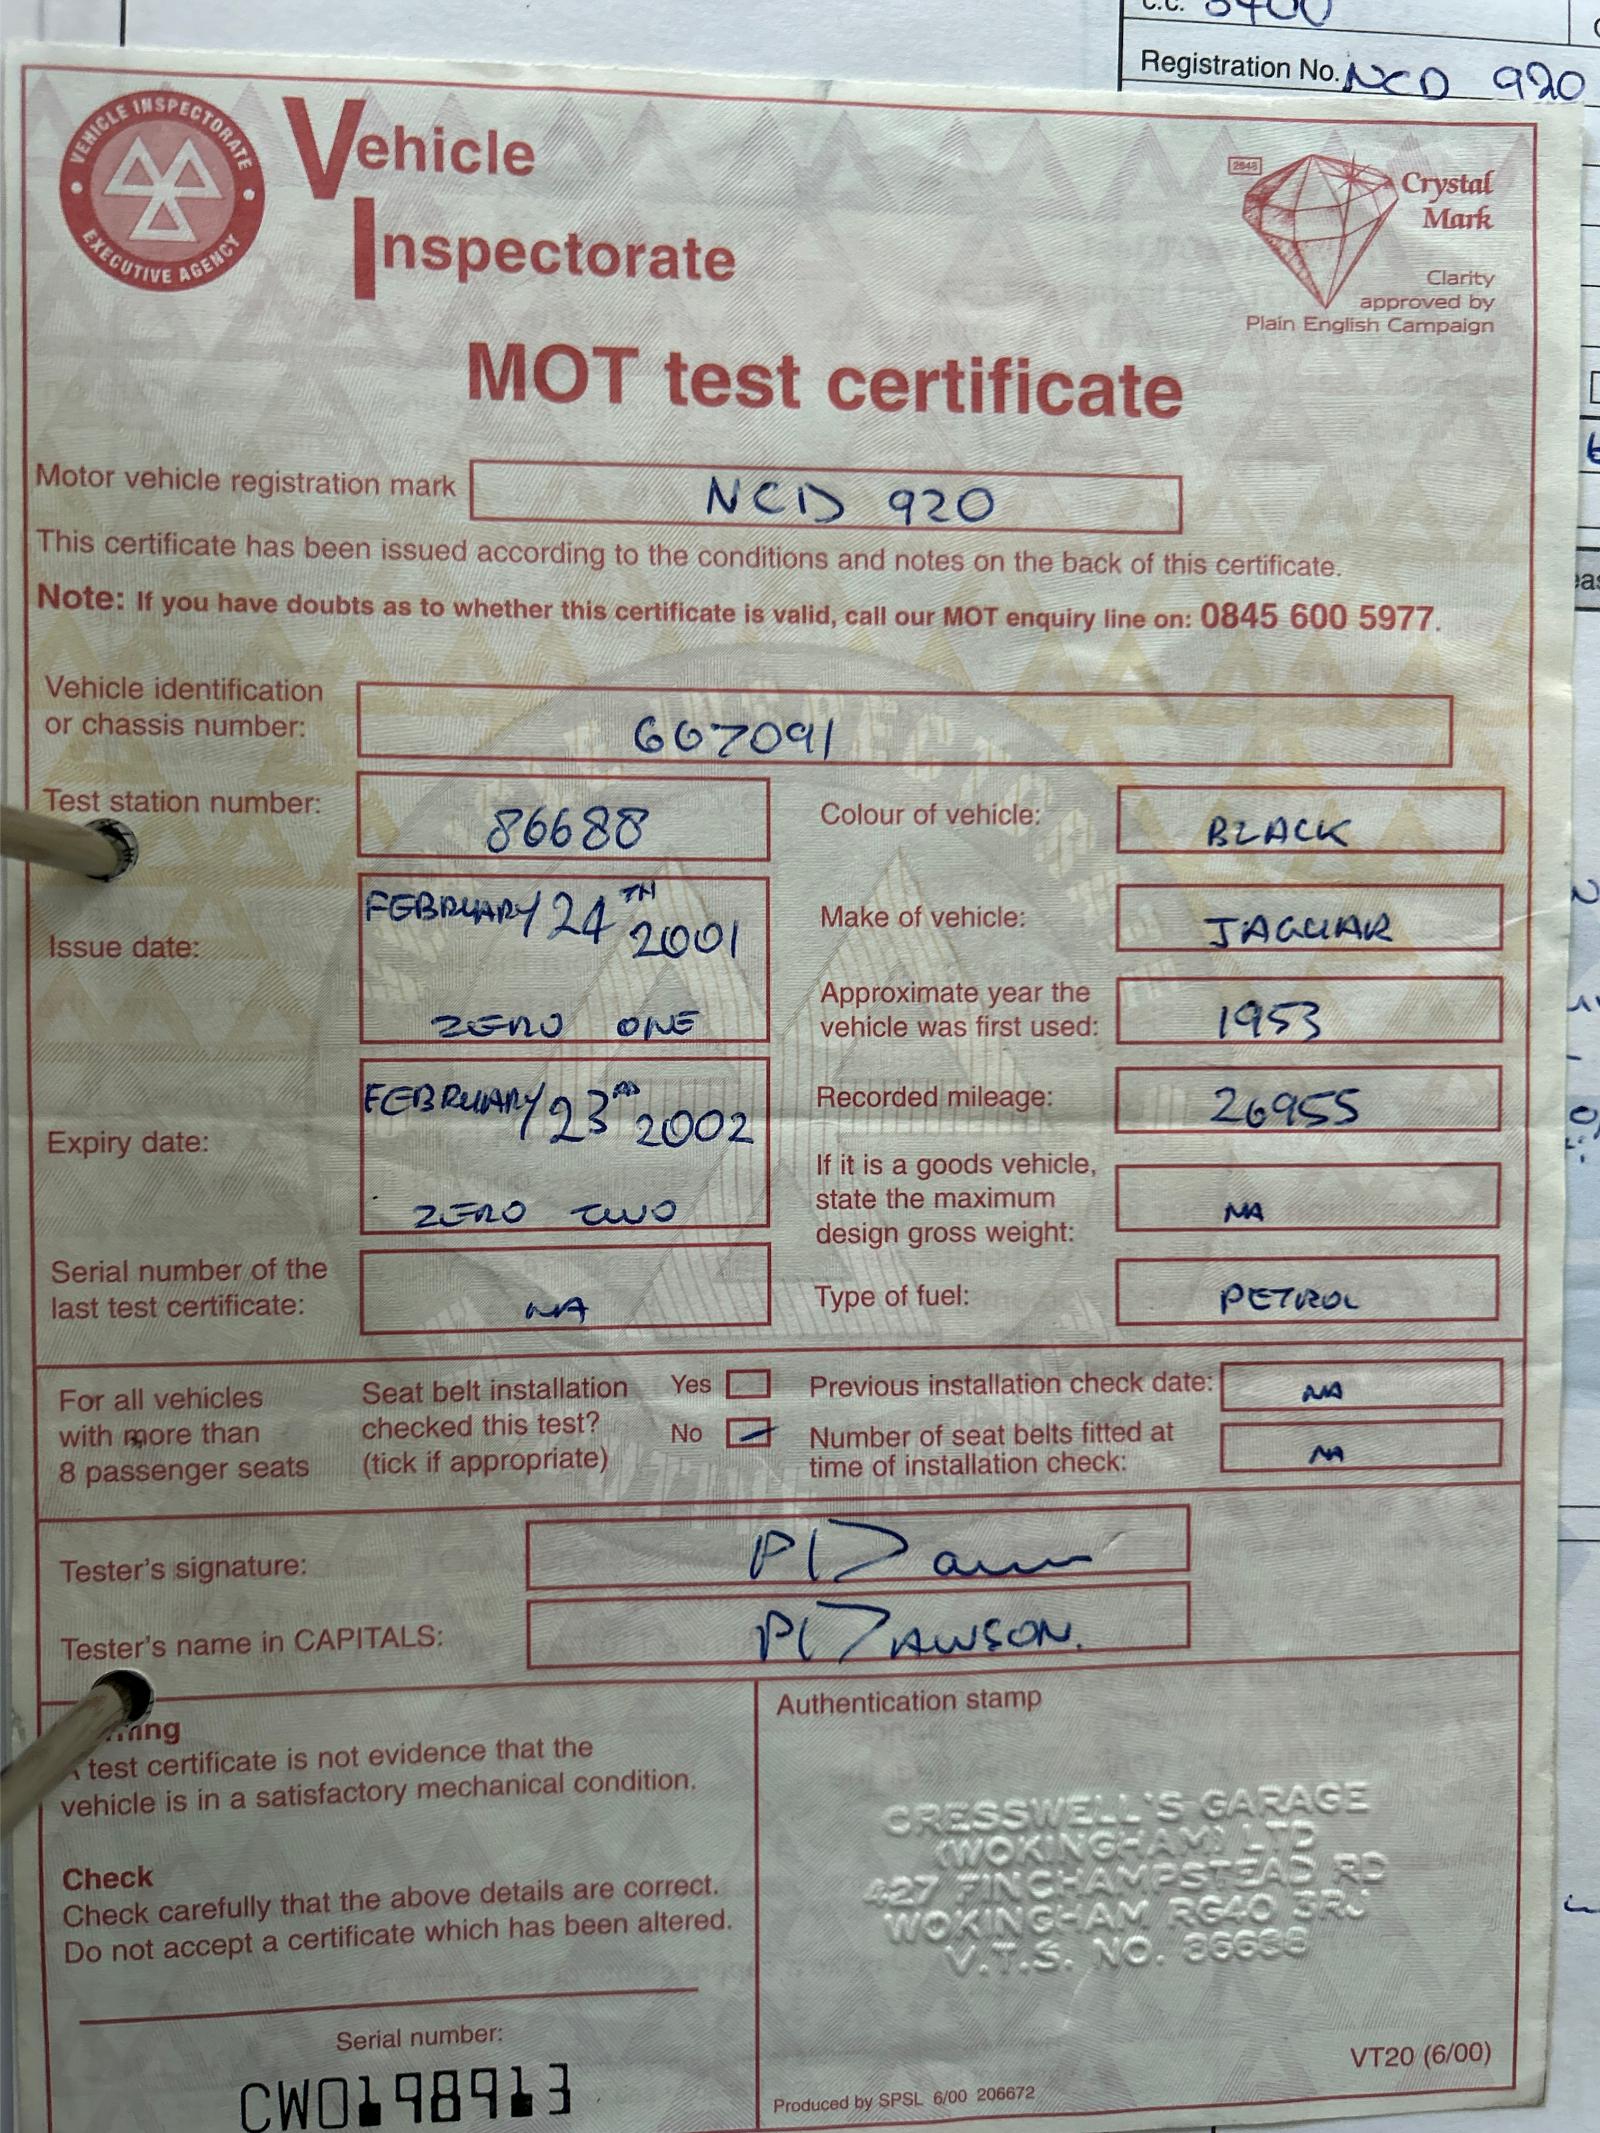 C.C. 3400
Registration No. NCD 920
VEHICLE INSPECTORATE
EXECUTIVE AGENCY
Vehicle
Inspectorate
2848
Crystal
Mark
Clarity
approved by
Plain English Campaign
MOT test certificate
Motor vehicle registration mark NCD 920
This certificate has been issued according to the conditions and notes on the back of this certificate.
Note: If you have doubts as to whether this certificate is valid, call our MOT enquiry line on: 0845 600 5977.
Vehicle identification
or chassis number: 667091
Test station number: 86688
Colour of vehicle: BLACK
Issue date: FEBRUARY 24TH 2001
ZERO ONE
Make of vehicle: JAGUAR
Approximate year the
vehicle was first used: 1953
Expiry date: FEBRUARY 23RD 2002
ZERO TWO
Recorded mileage: 26955
If it is a goods vehicle,
state the maximum
design gross weight: NA
Serial number of the
last test certificate: NA
Type of fuel: PETROL
For all vehicles
with more than
8 passenger seats
Seat belt installation
checked this test?
(tick if appropriate)
Yes
No
Previous installation check date: NA
Number of seat belts fitted at
time of installation check: NA
Tester's signature:
Tester's name in CAPITALS: P I DAWSON.
A test certificate is not evidence that the
vehicle is in a satisfactory mechanical condition.
Check
Check carefully that the above details are correct.
Do not accept a certificate which has been altered.
Serial number:
CW0198913
Authentication stamp
CRESSWELL'S GARAGE
(WOKINGHAM) LTD
427 FINCHAMPSTEAD RD
WOKINGHAM RG40 3RJ
V.T.S. NO. 86688
VT20 (6/00)
Produced by SPSL 6/00 206672